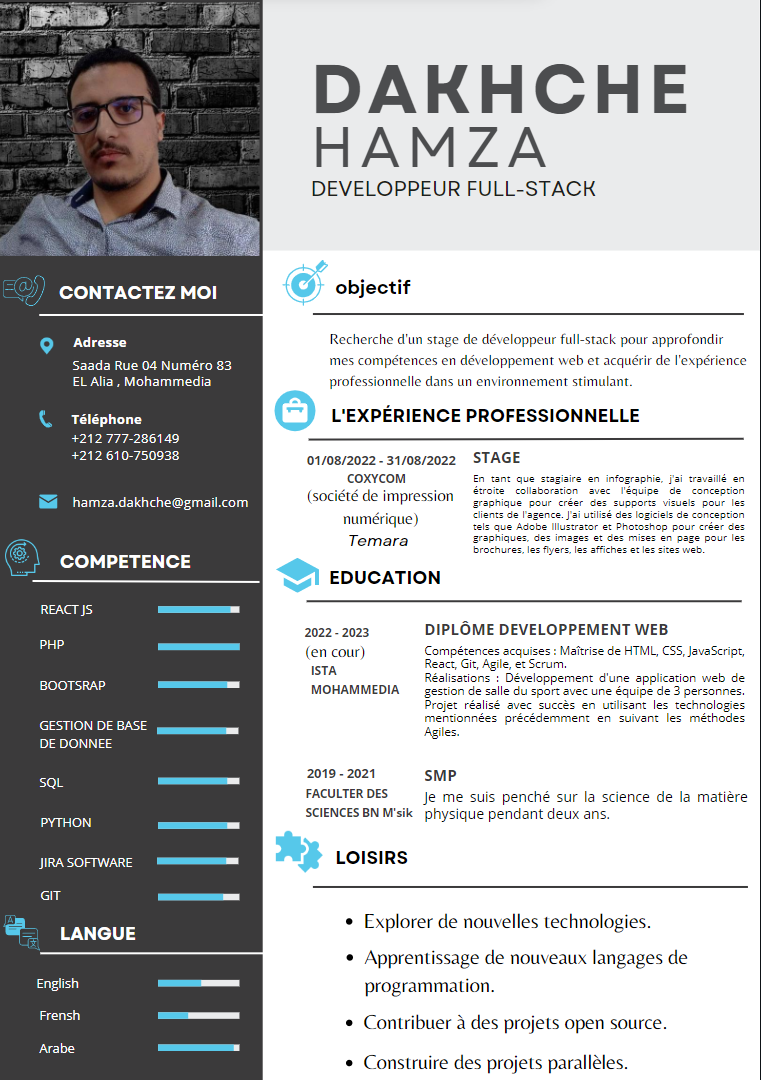 DAKHCHE
HAMZA
DEVELOPPEUR FULL-STACK
CONTACTEZ MOI
Adresse
Saada Rue 04 Numéro 83
EL Alia , Mohammedia
Téléphone
+212 777-286149
+212 610-750938
hamza.dakhche@gmail.com
COMPETENCE
REACT JS
PHP
BOOTSRAP
GESTION DE BASE
DE DONNEE
SQL
PYTHON
JIRA SOFTWARE
GIT
LANGUE
English
Frensh
Arabe
objectif
Recherche d'un stage de développeur full-stack pour approfondir
mes compétences en développement web et acquérir de l'expérience
professionnelle dans un environnement stimulant.
L'EXPÉRIENCE PROFESSIONNELLE
01/08/2022 - 31/08/2022
COXYCOM
(société de impression
numérique)
Temara
STAGE
En tant que stagiaire en infographie, j'ai travaillé en
étroite collaboration avec l'équipe de conception
graphique pour créer des supports visuels pour les
clients de l'agence. J'ai utilisé des logiciels de conception
tels que Adobe Illustrator et Photoshop pour créer des
graphiques, des images et des mises en page pour les
brochures, les flyers, les affiches et les sites web.
EDUCATION
2022 - 2023
(en cour)
ISTA
MOHAMMEDIA
DIPLÔME DEVELOPPEMENT WEB
Compétences acquises : Maîtrise de HTML, CSS, JavaScript,
React, Git, Agile, et Scrum.
Réalisations : Développement d'une application web de
gestion de salle du sport avec une équipe de 3 personnes.
Projet réalisé avec succès en utilisant les technologies
mentionnées précédemment en suivant les méthodes
Agiles.
2019 - 2021
FACULTER DES
SCIENCES BN M'sik
SMP
Je me suis penché sur la science de la matière
physique pendant deux ans.
LOISIRS
• Explorer de nouvelles technologies.
• Apprentissage de nouveaux langages de
programmation.
• Contribuer à des projets open source.
• Construire des projets parallèles.